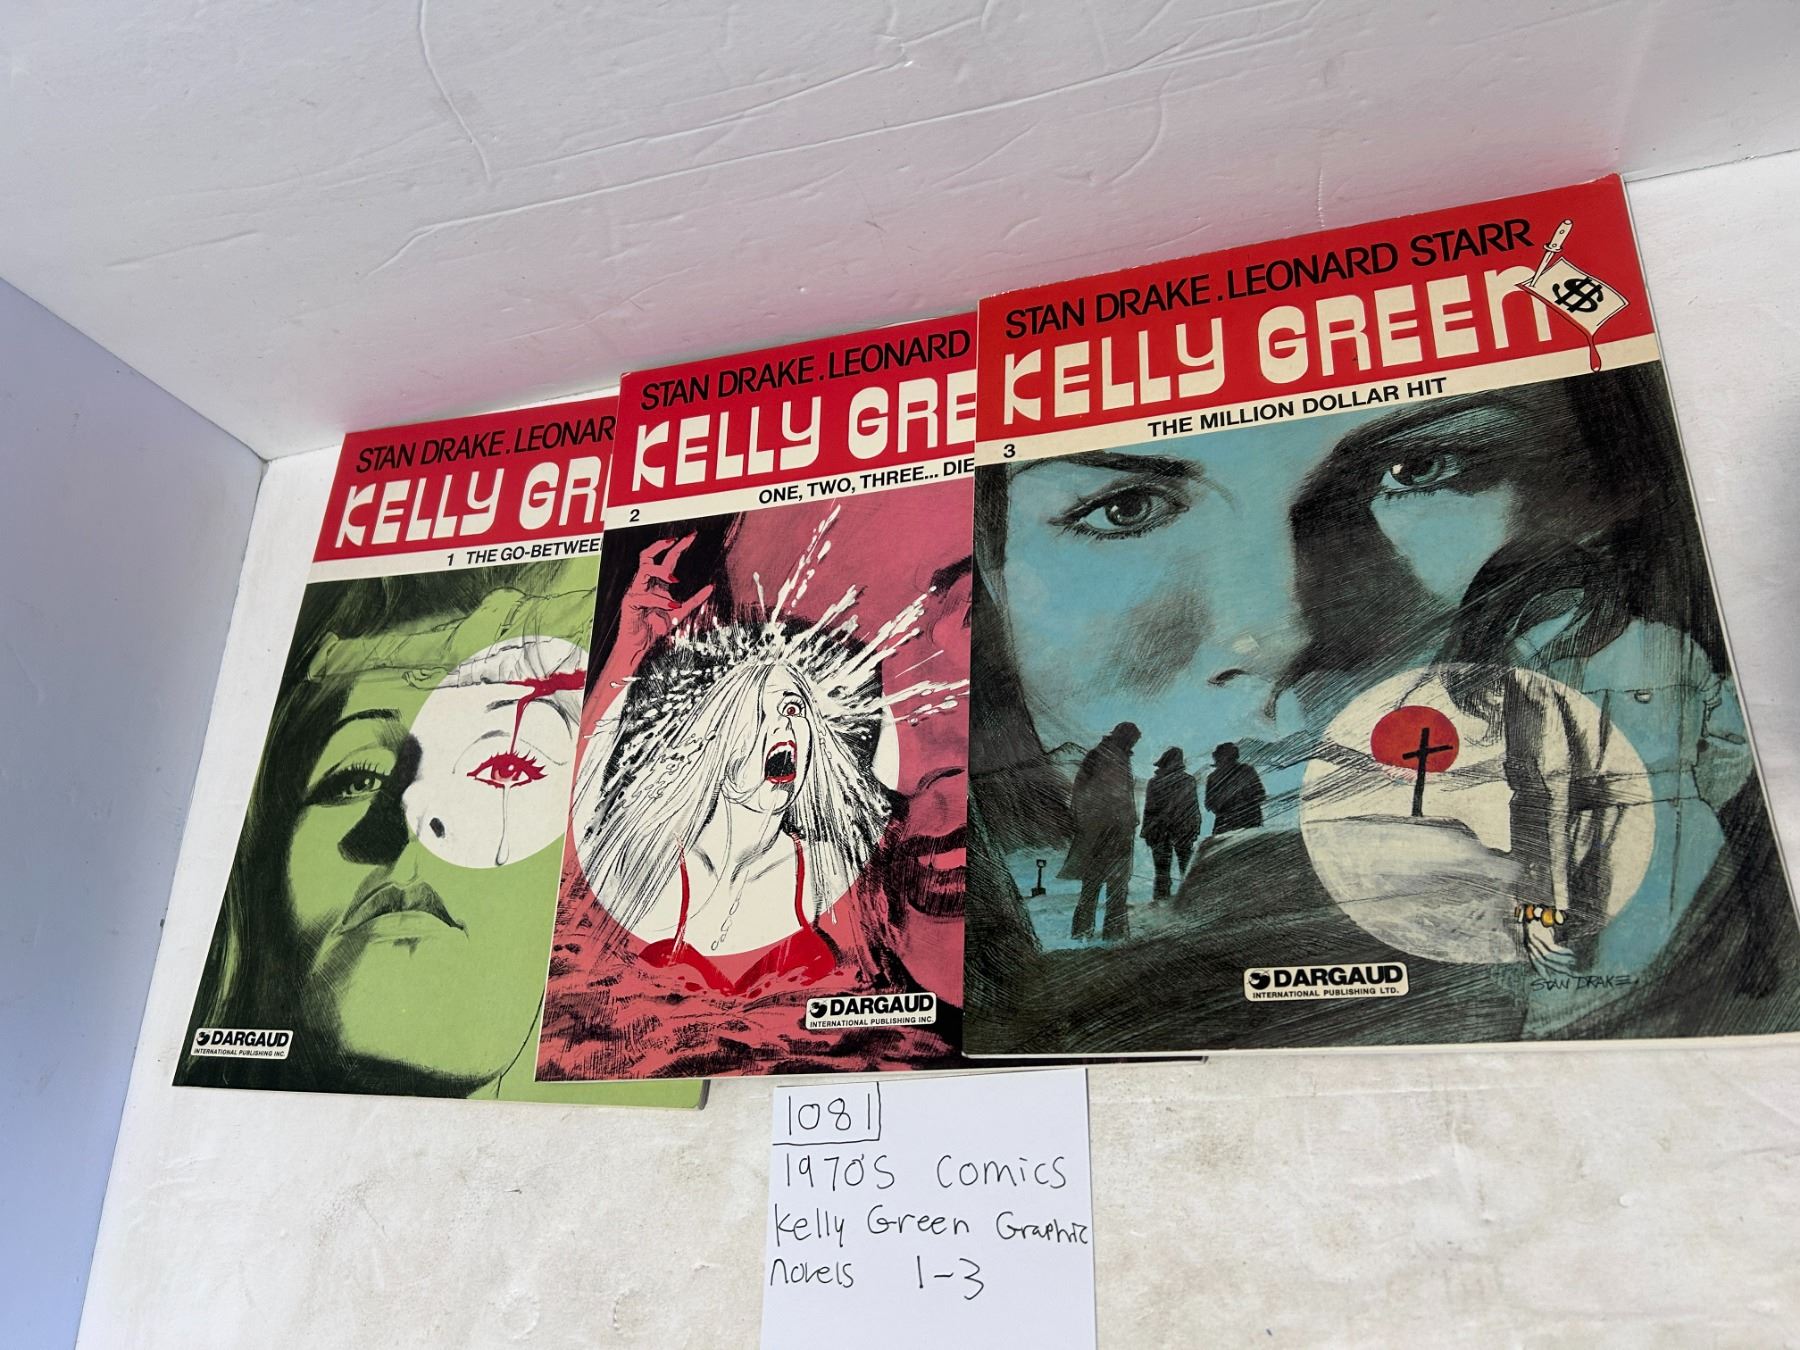 STAN DRAKE.LEONAR
KELLY GR
1 THE GO-BETWEE
DARGAUD
INTERNATIONAL PUBLISHING INC.
STAN DRAKE.LEONARD
KELLY GREE
ONE, TWO, THREE... DIE
2
DARGAUD
INTERNATIONAL PUBLISHING INC.
STAN DRAKE.LEONARD STARR
KELLY GREEN
$
THE MILLION DOLLAR HIT
3
DARGAUD
INTERNATIONAL PUBLISHING LTD.
STAN DRAKE.
1081
1970'S Comics
Kelly Green Graphic
Novels 1-3